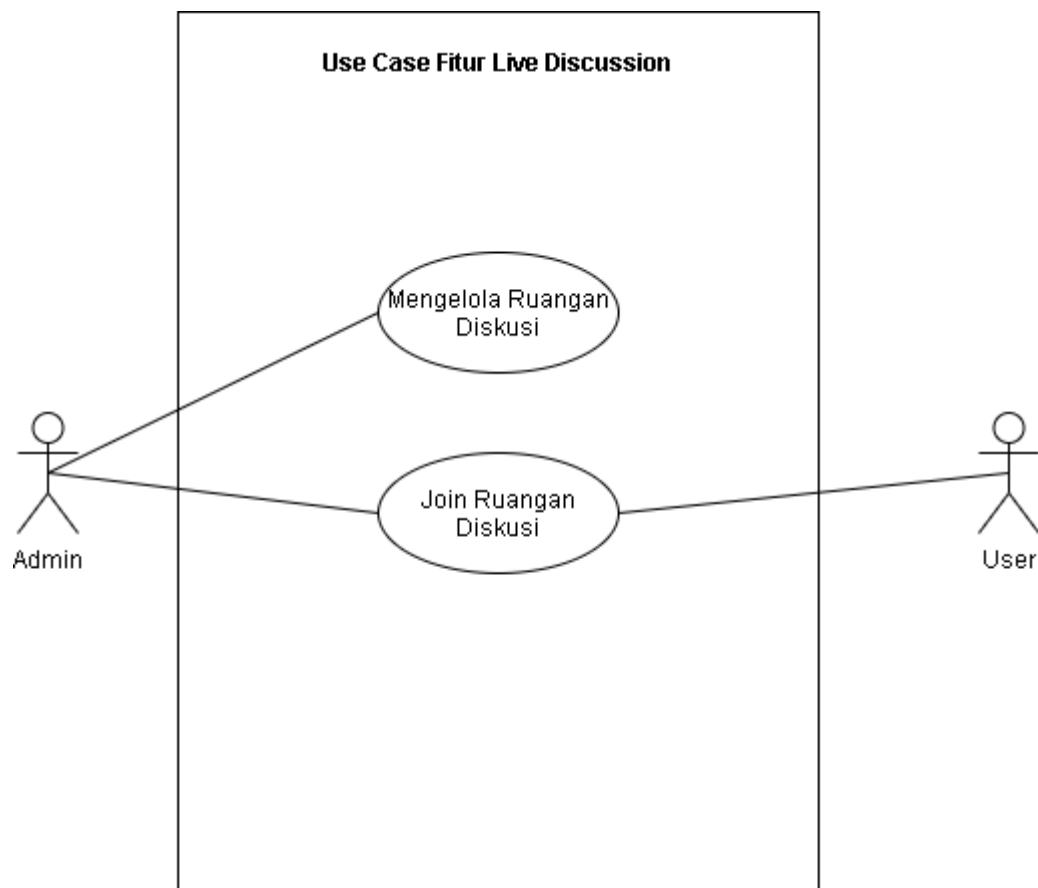 Use Case Fitur Live Discussion
Mengelola Ruangan
Diskusi
Join Ruangan
Diskusi
Admin
User